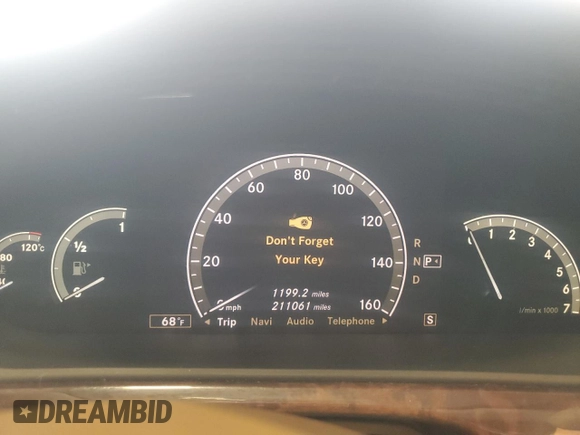 80
120°C
1
½
0 20 40 60 80 100 120 140 160
mph
Don't Forget
Your Key
1199.2 miles
211061 miles
68°F
◄ Trip Navi Audio Telephone ►
R
N P◄
D
S
1 2 3 4 5 6 7
l/min x 1000
DREAMBID